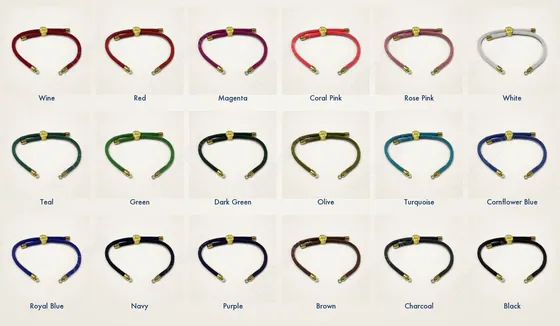 Wine
Red
Magenta
Coral Pink
Rose Pink
White
Teal
Green
Dark Green
Olive
Turquoise
Cornflower Blue
Royal Blue
Navy
Purple
Brown
Charcoal
Black